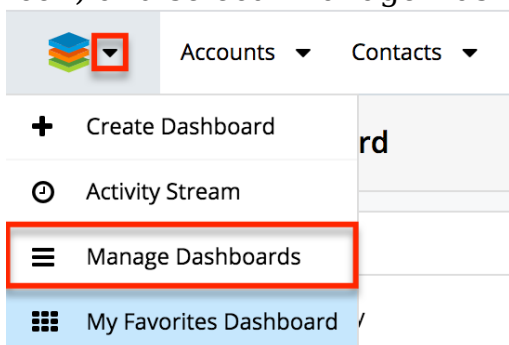 Accounts Contacts
Create Dashboard
rd
Activity Stream
Manage Dashboards
My Favorites Dashboard